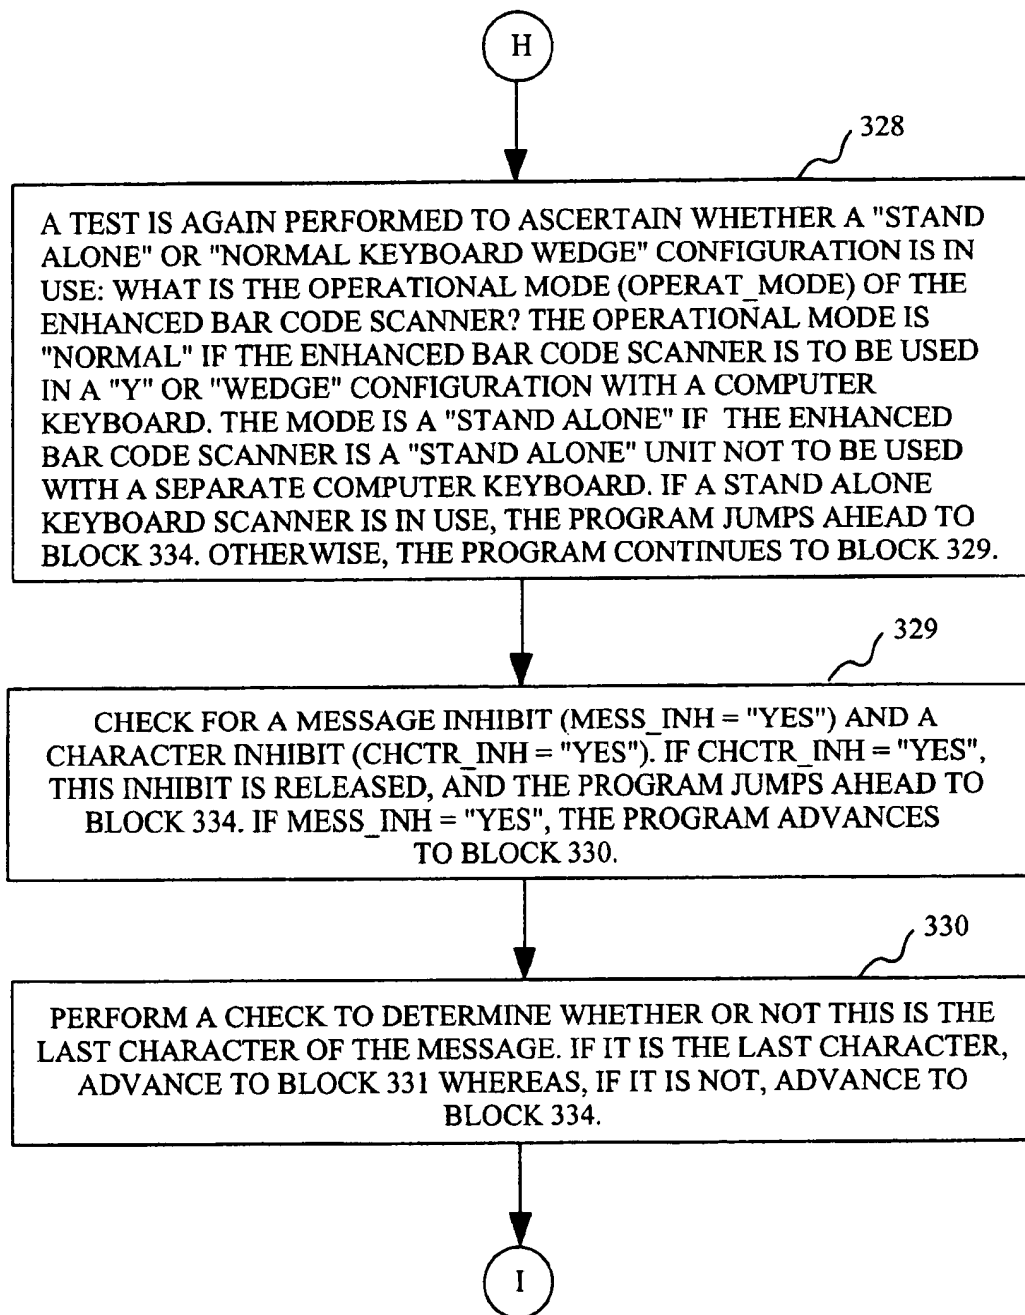 H
328
A TEST IS AGAIN PERFORMED TO ASCERTAIN WHETHER A "STAND
ALONE" OR "NORMAL KEYBOARD WEDGE" CONFIGURATION IS IN
USE: WHAT IS THE OPERATIONAL MODE (OPERAT_MODE) OF THE
ENHANCED BAR CODE SCANNER? THE OPERATIONAL MODE IS
"NORMAL" IF THE ENHANCED BAR CODE SCANNER IS TO BE USED
IN A "Y" OR "WEDGE" CONFIGURATION WITH A COMPUTER
KEYBOARD. THE MODE IS A "STAND ALONE" IF THE ENHANCED
BAR CODE SCANNER IS A "STAND ALONE" UNIT NOT TO BE USED
WITH A SEPARATE COMPUTER KEYBOARD. IF A STAND ALONE
KEYBOARD SCANNER IS IN USE, THE PROGRAM JUMPS AHEAD TO
BLOCK 334. OTHERWISE, THE PROGRAM CONTINUES TO BLOCK 329.
329
CHECK FOR A MESSAGE INHIBIT (MESS_INH = "YES") AND A
CHARACTER INHIBIT (CHCTR_INH = "YES"). IF CHCTR_INH = "YES",
THIS INHIBIT IS RELEASED, AND THE PROGRAM JUMPS AHEAD TO
BLOCK 334. IF MESS_INH = "YES", THE PROGRAM ADVANCES
TO BLOCK 330.
330
PERFORM A CHECK TO DETERMINE WHETHER OR NOT THIS IS THE
LAST CHARACTER OF THE MESSAGE. IF IT IS THE LAST CHARACTER,
ADVANCE TO BLOCK 331 WHEREAS, IF IT IS NOT, ADVANCE TO
BLOCK 334.
I